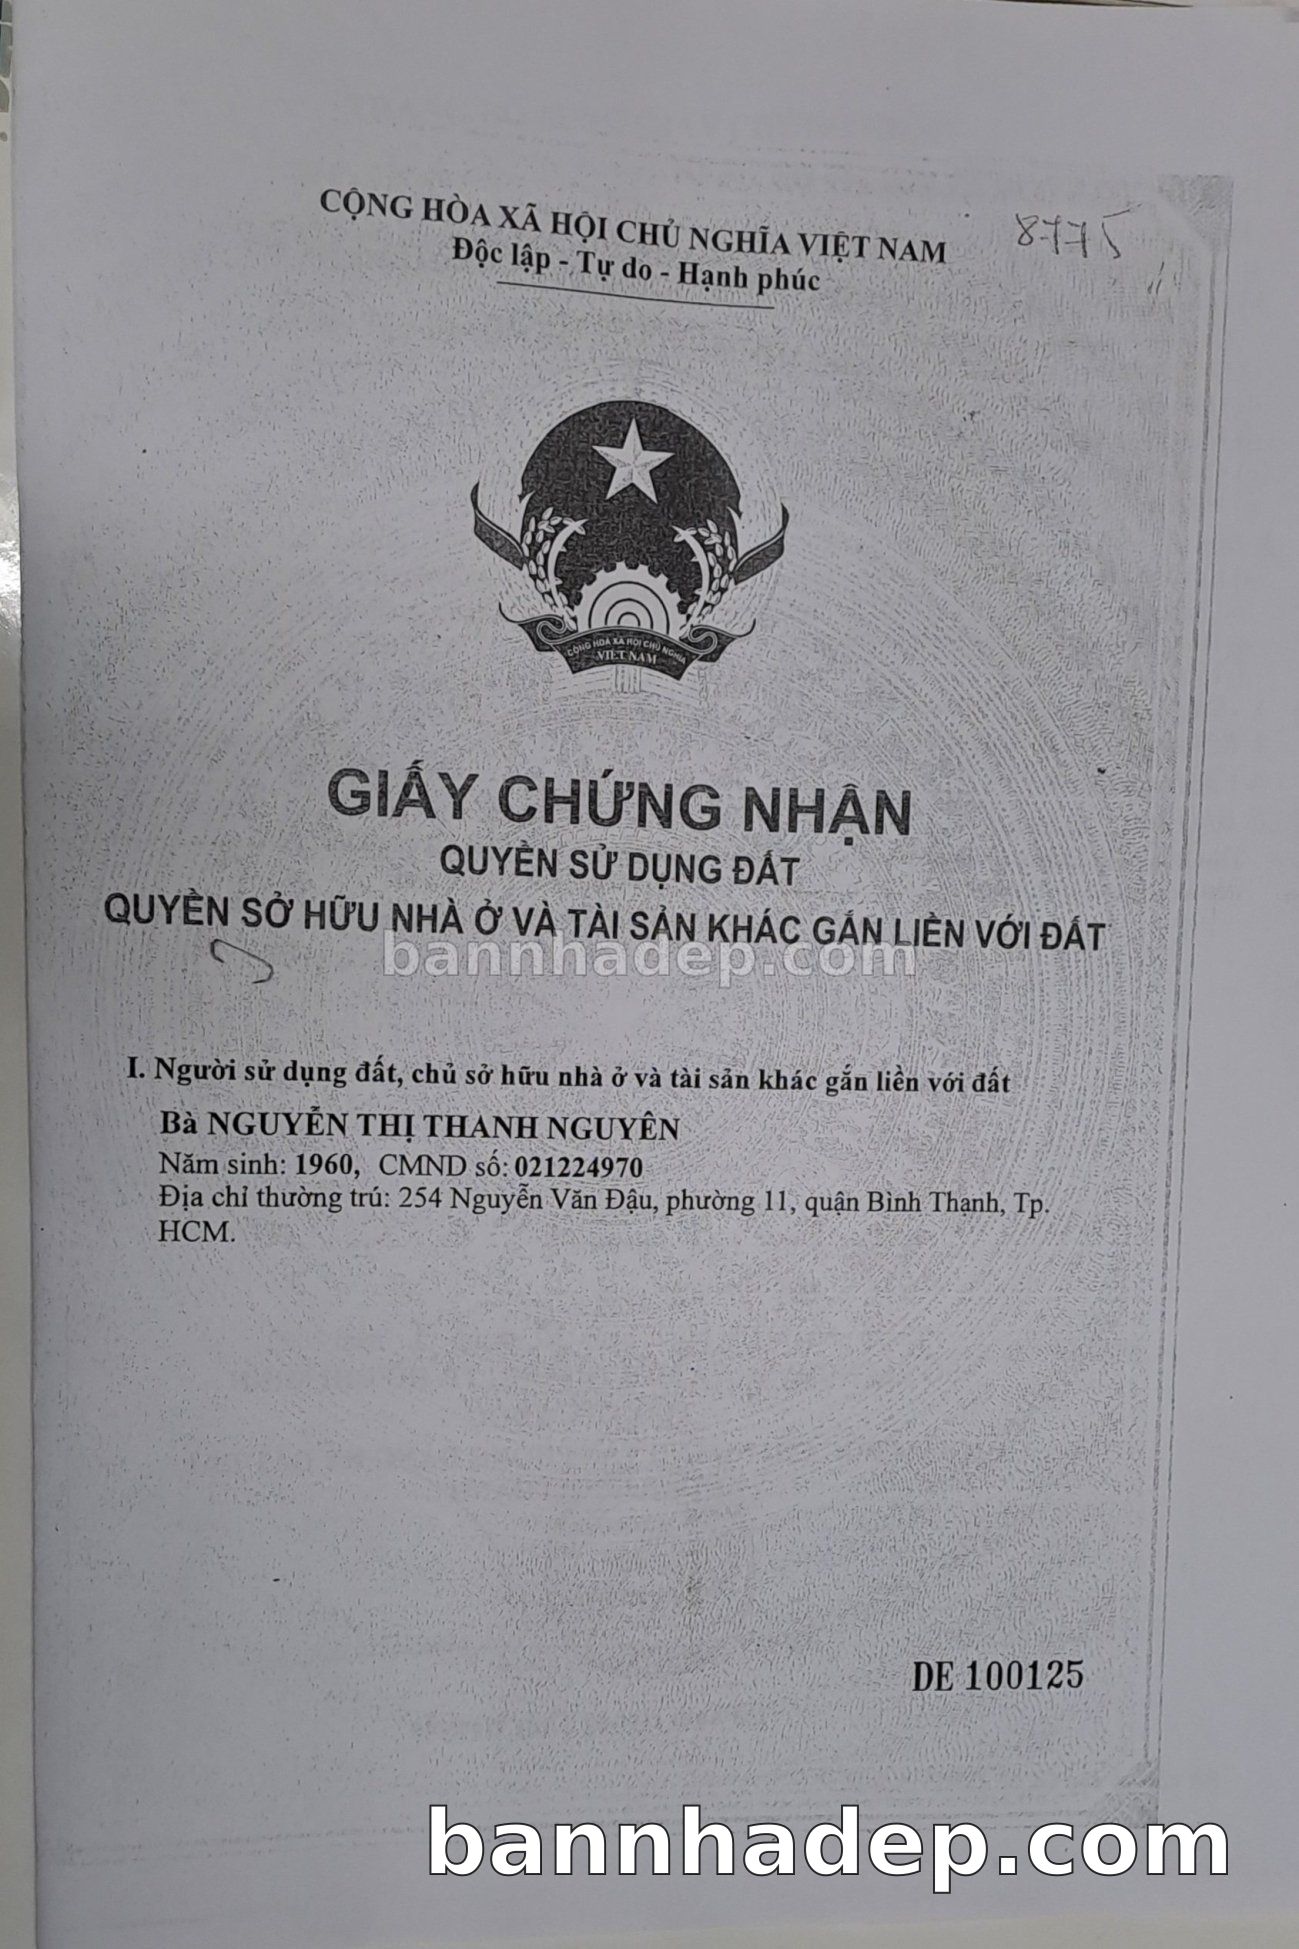 CỘNG HÒA XÃ HỘI CHỦ NGHĨA VIỆT NAM
8775
Độc lập - Tự do - Hạnh phúc
CỘNG HÒA XÃ HỘI CHỦ NGHĨA
VIỆT NAM
GIẤY CHỨNG NHẬN
QUYỀN SỬ DỤNG ĐẤT
QUYỀN SỞ HỮU NHÀ Ở VÀ TÀI SẢN KHÁC GẮN LIỀN VỚI ĐẤT
bannhadep.com
I. Người sử dụng đất, chủ sở hữu nhà ở và tài sản khác gắn liền với đất
Bà NGUYỄN THỊ THANH NGUYÊN
Năm sinh: 1960, CMND số: 021224970
Địa chỉ thường trú: 254 Nguyễn Văn Đậu, phường 11, quận Bình Thạnh, Tp.
HCM.
DE 100125
bannhadep.com